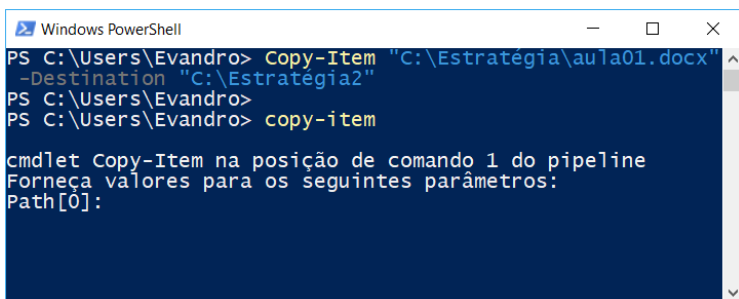 Windows PowerShell
PS C:\Users\Evandro> Copy-Item "C:\Estratégia\aula01.docx"
-Destination "C:\Estratégia2"
PS C:\Users\Evandro>
PS C:\Users\Evandro> copy-item
cmdlet Copy-Item na posição de comando 1 do pipeline
Forneça valores para os seguintes parâmetros:
Path[0]: